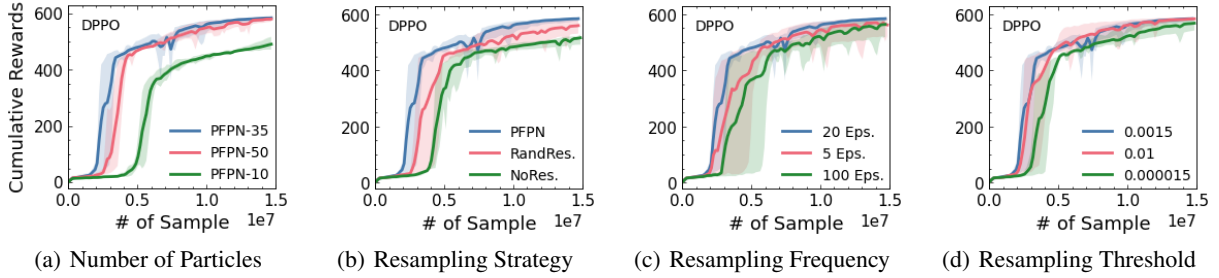 Cumulative Rewards
600
400
200
0
DPPO
PFPN-35
PFPN-50
PFPN-10
0.0 0.5 1.0 1.5
# of Sample 1e7
(a) Number of Particles
600
400
200
0
DPPO
PFPN
RandRes.
NoRes.
0.0 0.5 1.0 1.5
# of Sample 1e7
(b) Resampling Strategy
600
400
200
0
DPPO
20 Eps.
5 Eps.
100 Eps.
0.0 0.5 1.0 1.5
# of Sample 1e7
(c) Resampling Frequency
600
400
200
0
DPPO
0.0015
0.01
0.000015
0.0 0.5 1.0 1.5
# of Sample 1e7
(d) Resampling Threshold